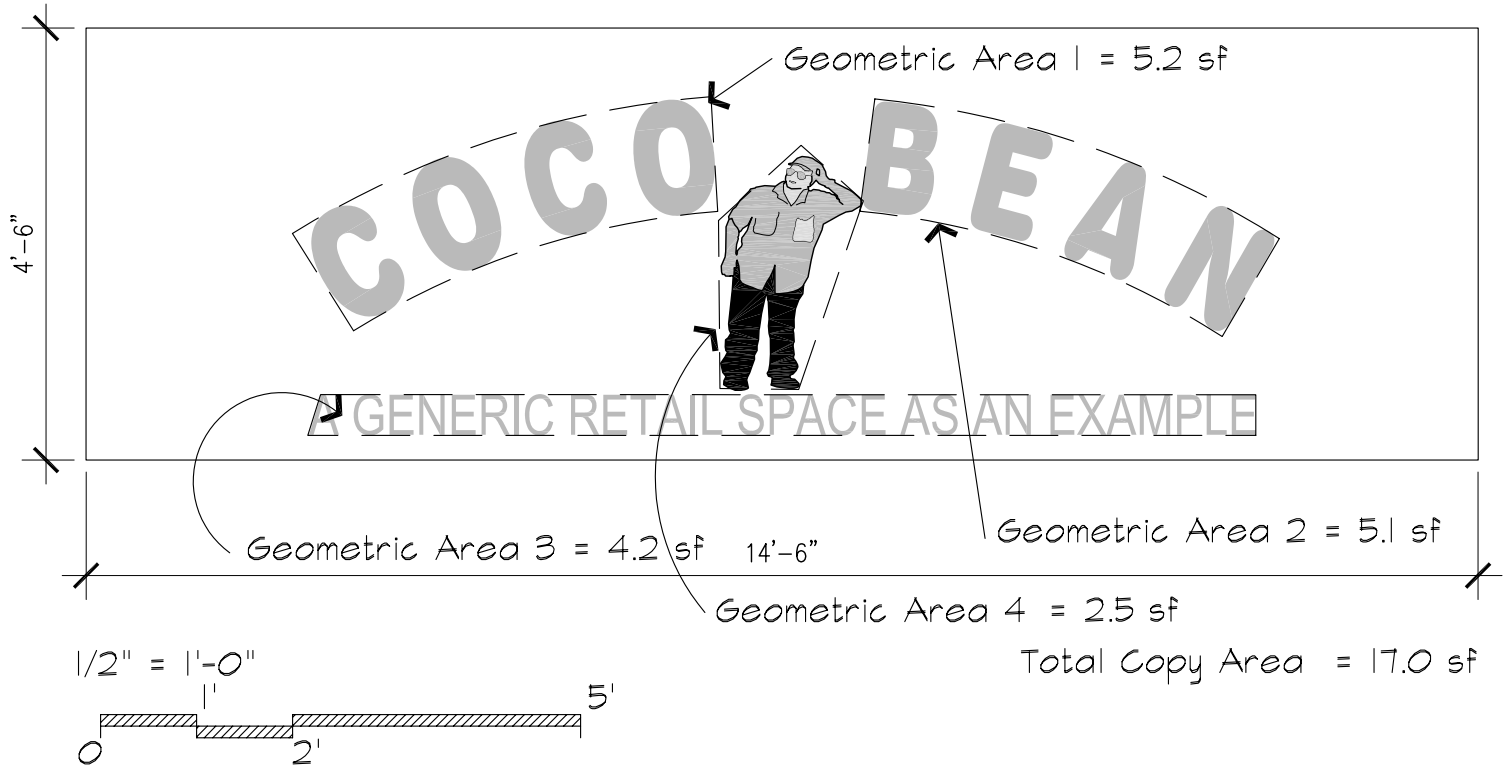 Geometric Area 1 = 5.2 sf
COCO BEAN
4'-6"
A GENERIC RETAIL SPACE AS AN EXAMPLE
Geometric Area 2 = 5.1 sf
Geometric Area 3 = 4.2 sf
14'-6"
Geometric Area 4 = 2.5 sf
Total Copy Area = 17.0 sf
1/2" = 1'-0"
1'
5'
0
2'